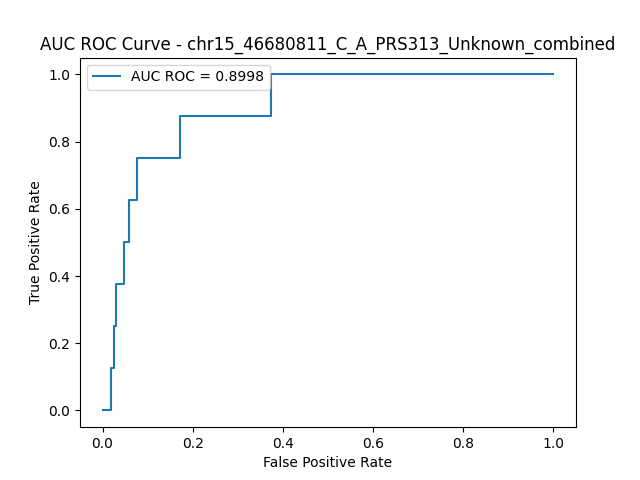 AUC ROC Curve - chr15_46680811_C_A_PRS313_Unknown_combined
AUC ROC = 0.8998
True Positive Rate
1.0
0.8
0.6
0.4
0.2
0.0
0.0 0.2 0.4 0.6 0.8 1.0
False Positive Rate